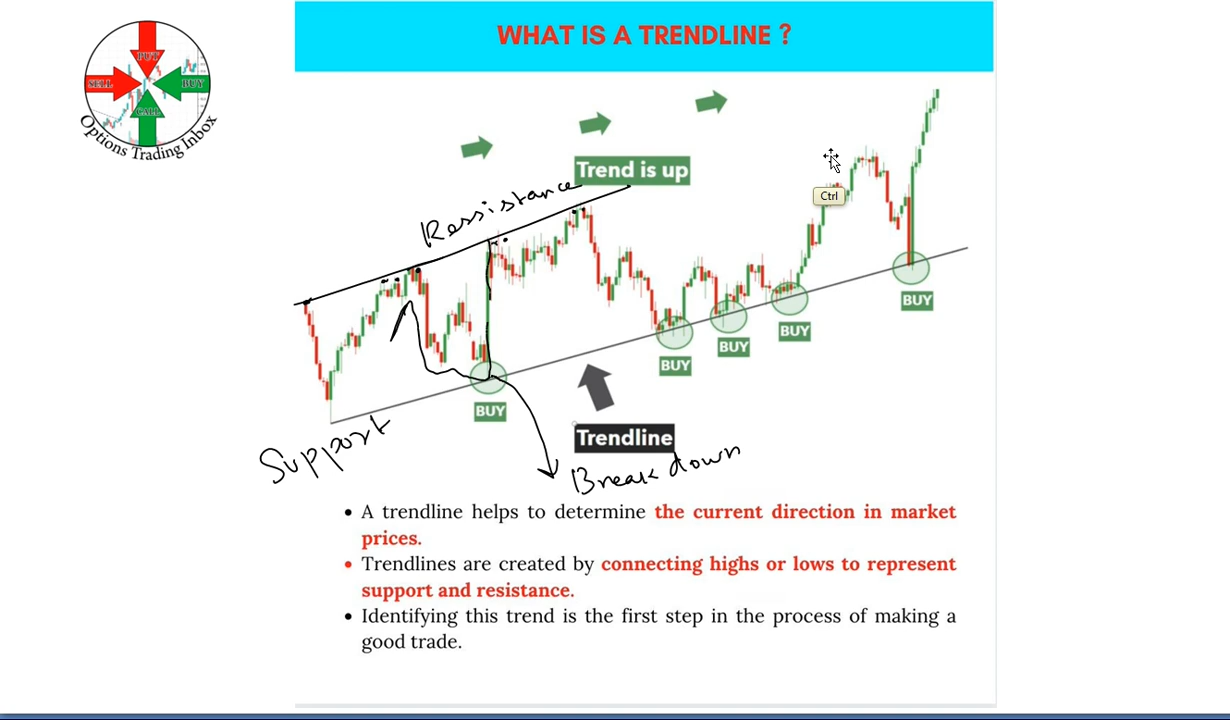 WHAT IS A TRENDLINE ?
PUT
SELL
BUY
CALL
Options Trading Inbox
Trend is up
Ressistance
Ctrl
BUY
BUY
BUY
BUY
BUY
Trendline
Support
Break down
• A trendline helps to determine the current direction in market
prices.
• Trendlines are created by connecting highs or lows to represent
support and resistance.
• Identifying this trend is the first step in the process of making a
good trade.